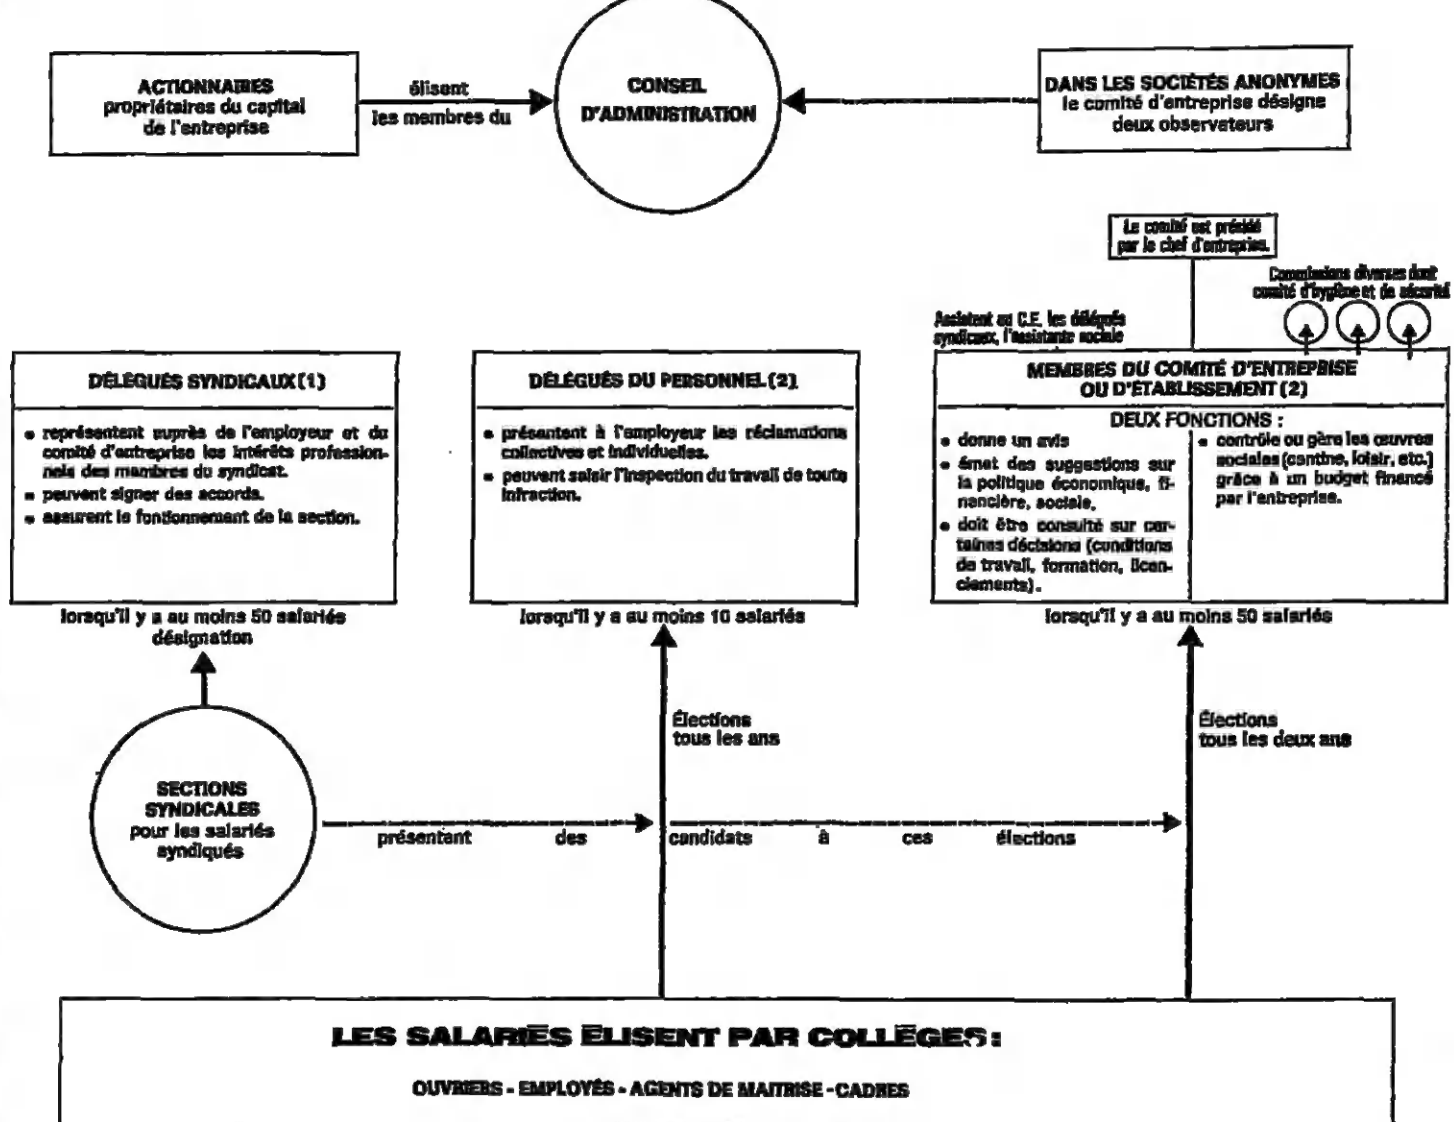 ACTIONNAIRES
propriétaires du capital
de l'entreprise
élisent
les membres du
CONSEIL
D'ADMINISTRATION
DANS LES SOCIÉTÉS ANONYMES
le comité d'entreprise désigne
deux observateurs
Le comité est présidé
par le chef d'entreprise.
Commissions diverses dont
comité d'hygiène et de sécurité
Assistent au C.E. les délégués
syndicaux, l'assistante sociale
DÉLÉGUÉS SYNDICAUX (1)
• représentent auprès de l'employeur et du
comité d'entreprise les intérêts profession-
nels des membres du syndicat.
• peuvent signer des accords.
• assurent le fontionnement de la section.
lorsqu'il y a au moins 50 salariés
désignation
DÉLÉGUÉS DU PERSONNEL (2)
• présentent à l'employeur les réclamations
collectives et individuelles.
• peuvent saisir l'inspection du travail de toute
infraction.
lorsqu'il y a au moins 10 salariés
MEMBRES DU COMITÉ D'ENTREPRISE
OU D'ÉTABLISSEMENT (2)
DEUX FONCTIONS :
• donne un avis
• émet des suggestions sur
la politique économique, fi-
nancière, sociale,
• doit être consulté sur cer-
taines décisions (conditions
de travail, formation, licen-
ciements).
• contrôle ou gère les œuvres
sociales (cantine, loisir, etc.)
grâce à un budget financé
par l'entreprise.
lorsqu'il y a au moins 50 salariés
Élections
tous les ans
Élections
tous les deux ans
SECTIONS
SYNDICALES
pour les salariés
syndiqués
présentent des candidats à ces élections
LES SALARIÉS ÉLISENT PAR COLLÈGES :
OUVRIERS - EMPLOYÉS - AGENTS DE MAITRISE - CADRES